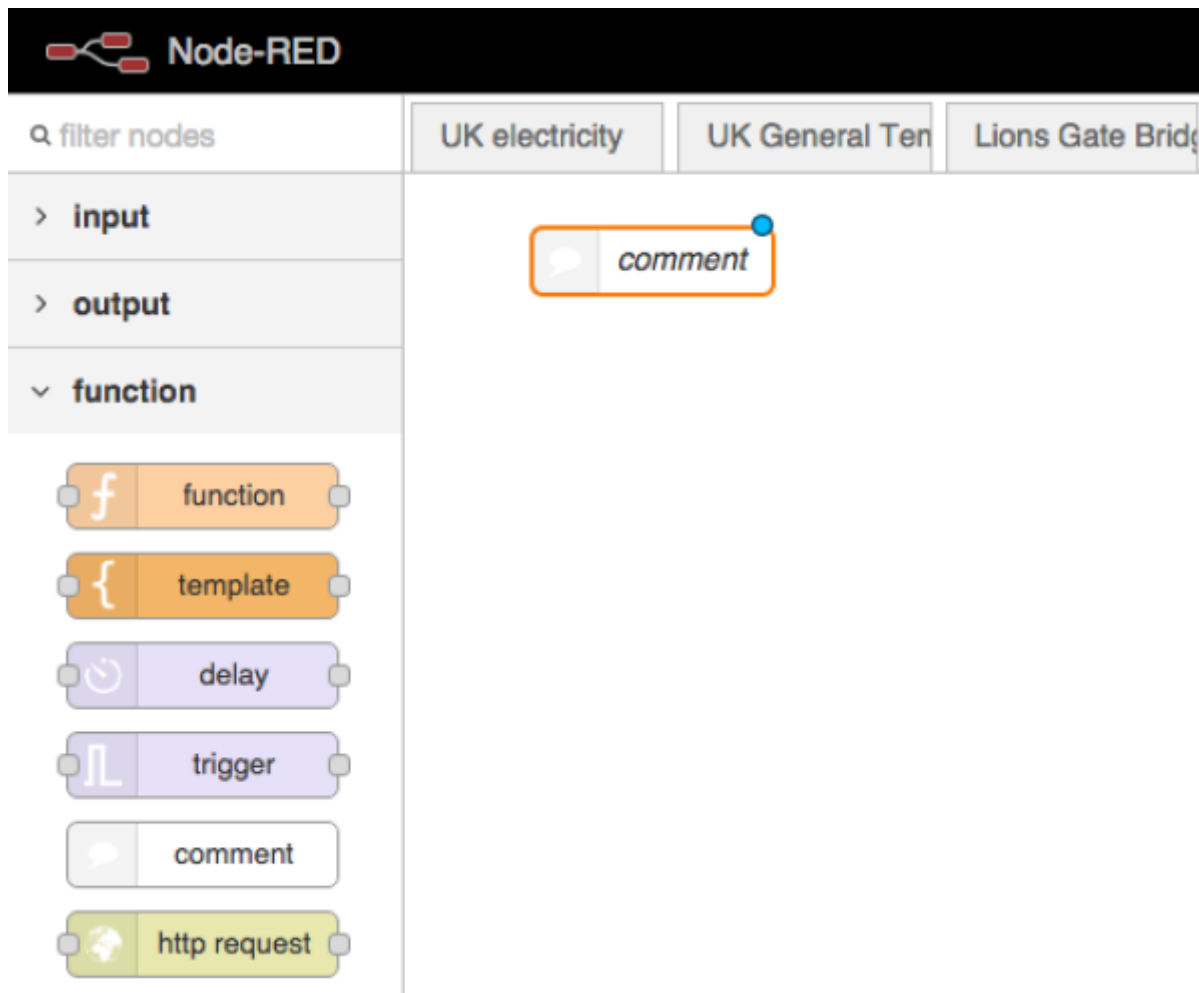 Node-RED
filter nodes
UK electricity
UK General Ten
Lions Gate Bridg
input
output
function
comment
function
template
delay
trigger
comment
http request